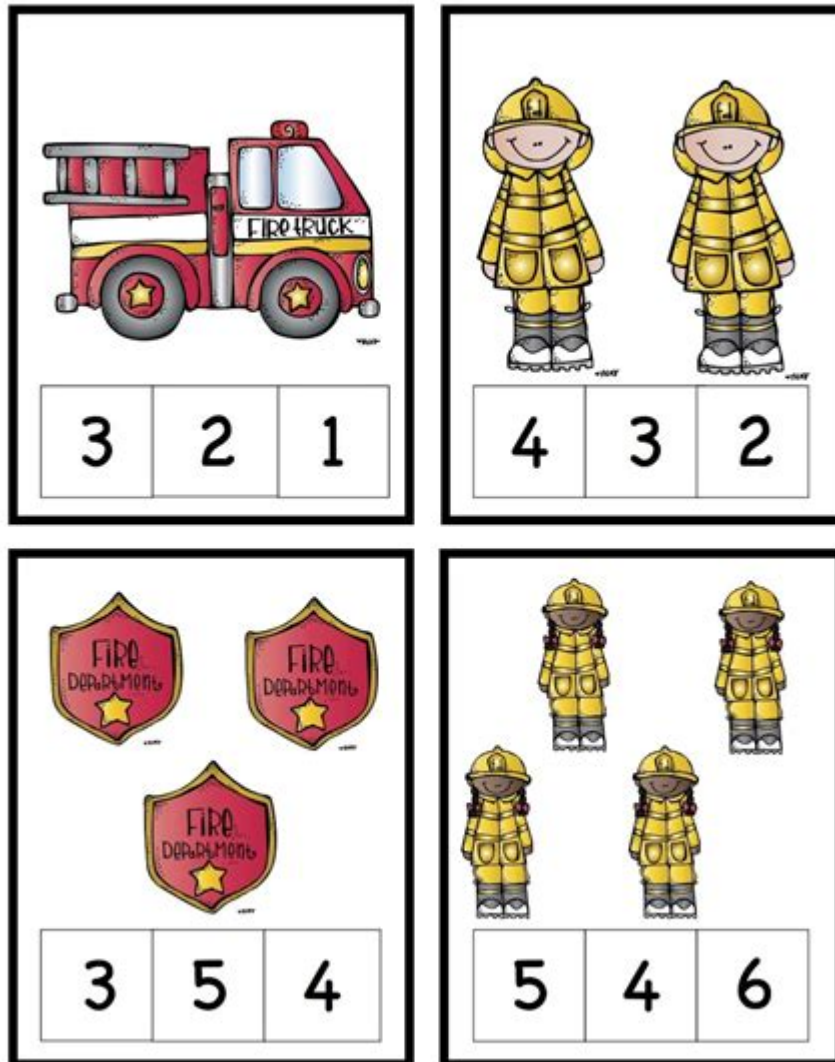 FIRE TRUCK
3 2 1
4 3 2
FIRE
DEPARTMENT
FIRE
DEPARTMENT
FIRE
DEPARTMENT
3 5 4
5 4 6